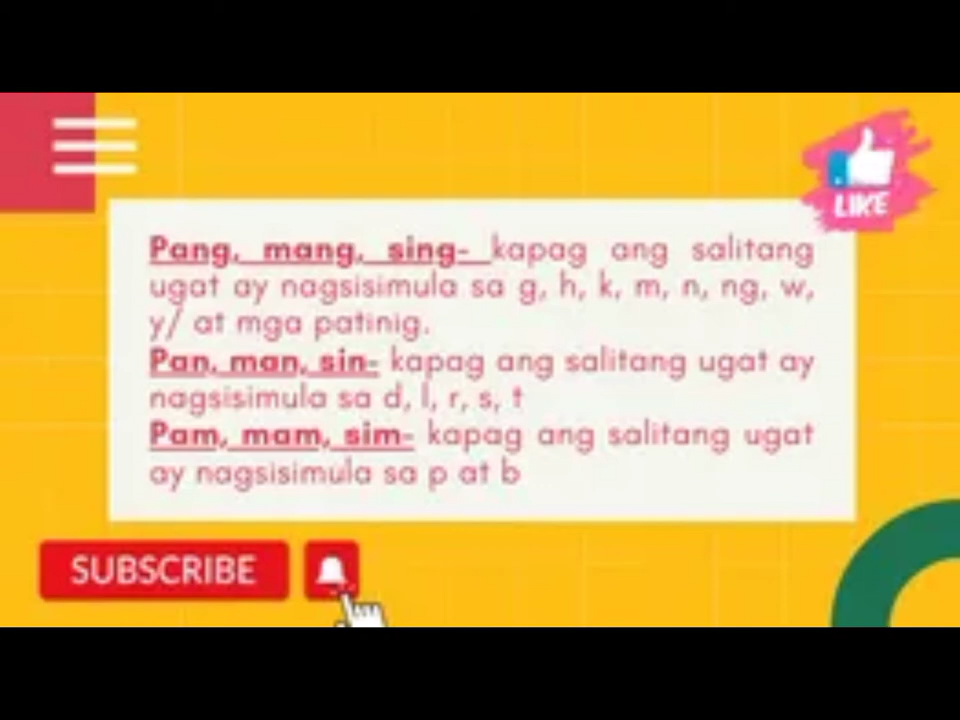 LIKE
Pang, mang, sing- kapag ang salitang
ugat ay nagsisimula sa g, h, k, m, n, ng, w,
y/ at mga patinig.
Pan, man, sin- kapag ang salitang ugat ay
nagsisimula sa d, l, r, s, t
Pam, mam, sim- kapag ang salitang ugat
ay nagsisimula sa p at b
SUBSCRIBE